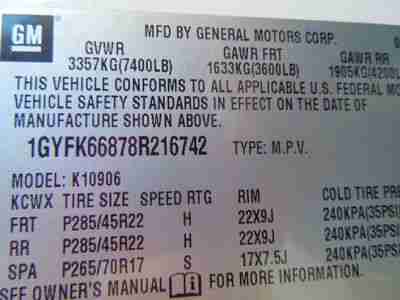 GM
MFD BY GENERAL MOTORS CORP.
GVWR GAWR FRT GAWR RR
3357KG(7400LB) 1633KG(3600LB) 1905KG(4200L
THIS VEHICLE CONFORMS TO ALL APPLICABLE U.S. FEDERAL MO
VEHICLE SAFETY STANDARDS IN EFFECT ON THE DATE OF
MANUFACTURE SHOWN ABOVE.
1GYFK66878R216742 TYPE: M.P.V.
MODEL: K10906
KCWX TIRE SIZE SPEED RTG RIM COLD TIRE PRE
FRT P285/45R22 H 22X9J 240KPA(35PSI
RR P285/45R22 H 22X9J 240KPA(35PSI)
SPA P265/70R17 S 17X7.5J 240KPA(35PSI
SEE OWNER'S MANUAL FOR MORE INFORMATION.